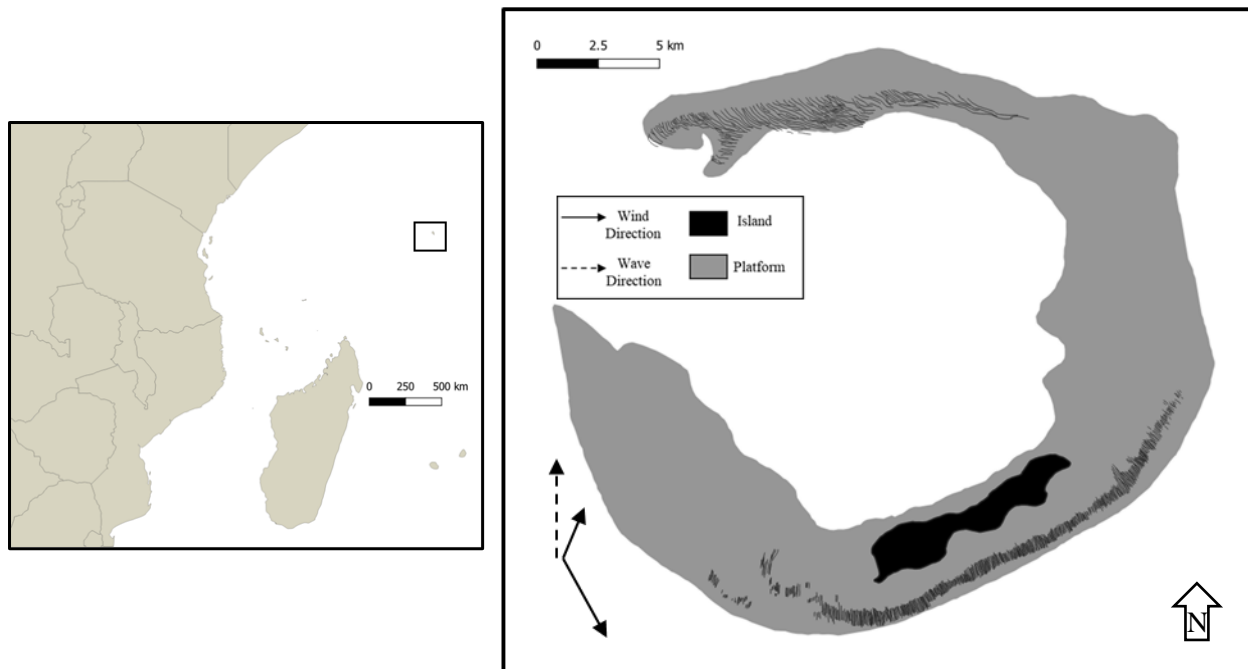 0 250 500 km
0 2.5 5 km
Wind
Direction
Island
Wave
Direction
Platform
N